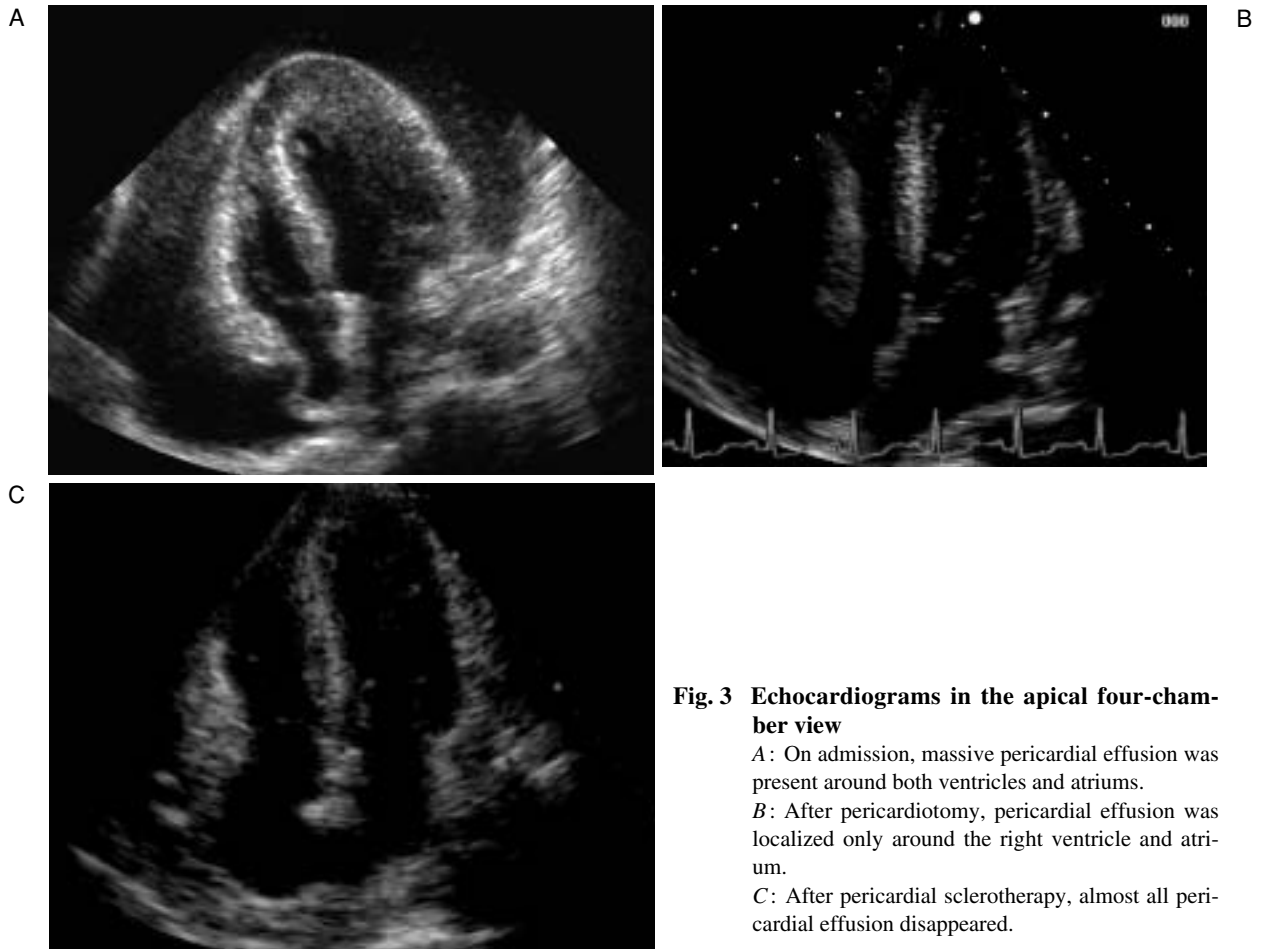 A
B
C
Fig. 3 Echocardiograms in the apical four-cham-
ber view
A: On admission, massive pericardial effusion was
present around both ventricles and atriums.
B: After pericardiotomy, pericardial effusion was
localized only around the right ventricle and atri-
um.
C: After pericardial sclerotherapy, almost all peri-
cardial effusion disappeared.